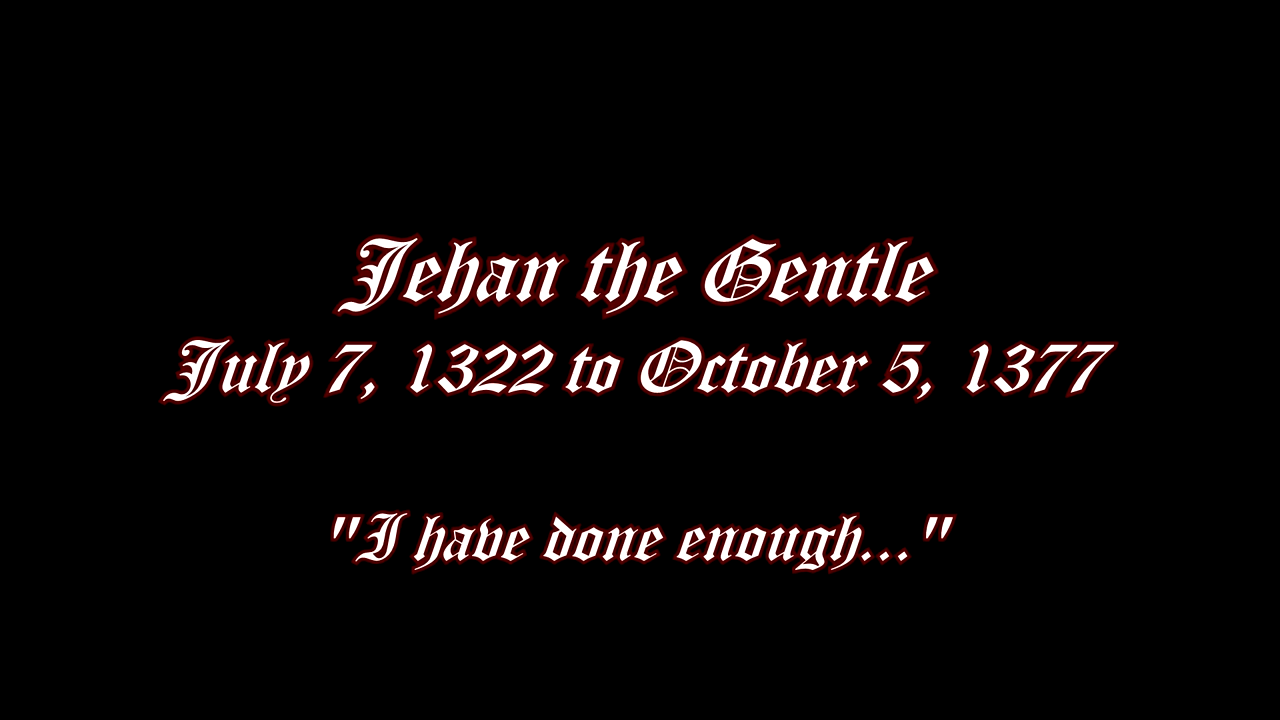 Jehan the Gentle
July 7, 1322 to October 5, 1377
"I have done enough..."